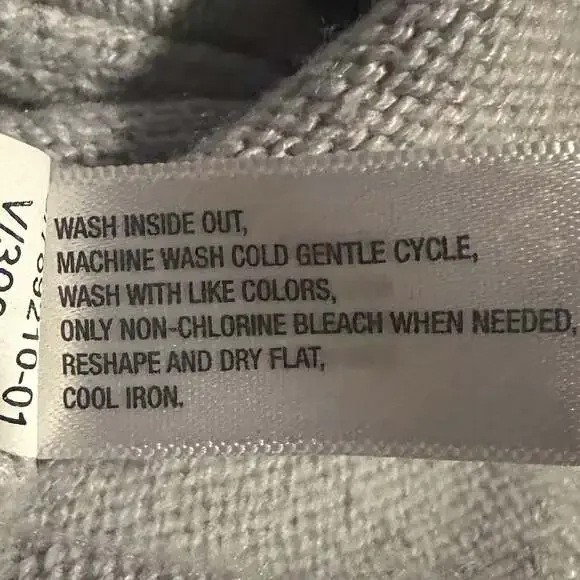 WASH INSIDE OUT,
MACHINE WASH COLD GENTLE CYCLE,
WASH WITH LIKE COLORS,
ONLY NON-CHLORINE BLEACH WHEN NEEDED,
RESHAPE AND DRY FLAT,
COOL IRON.